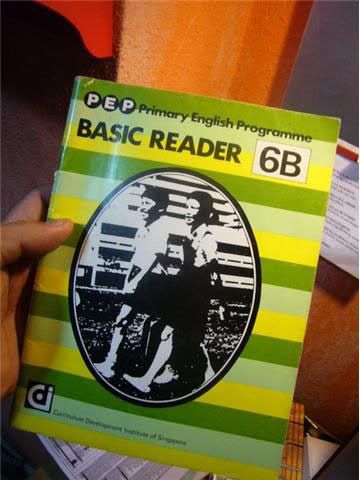 PEP Primary English Programme
BASIC READER 6B
cdi Curriculum Development Institute of Singapore